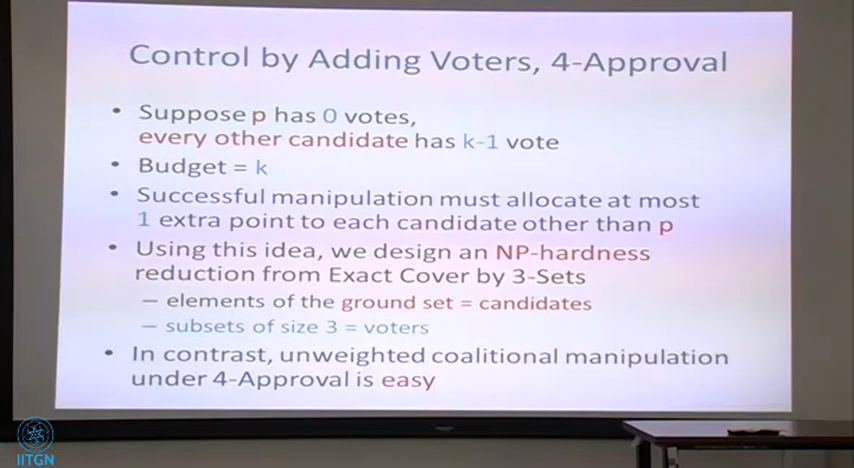 Control by Adding Voters, 4-Approval
• Suppose p has 0 votes,
every other candidate has k-1 vote
• Budget = k
• Successful manipulation must allocate at most
1 extra point to each candidate other than p
• Using this idea, we design an NP-hardness
reduction from Exact Cover by 3-Sets
– elements of the ground set = candidates
– subsets of size 3 = voters
• In contrast, unweighted coalitional manipulation
under 4-Approval is easy
IITGN